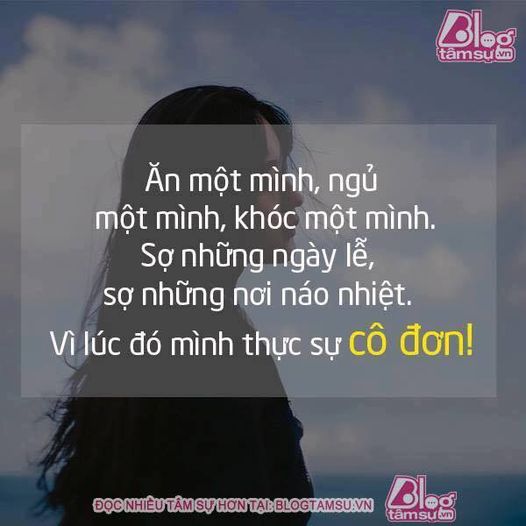 Blog
tâmsự.vn
Ăn một mình, ngủ
một mình, khóc một mình.
Sợ những ngày lễ,
sợ những nơi náo nhiệt.
Vì lúc đó mình thực sự cô đơn!
ĐỌC NHIỀU TÂM SỰ HƠN TẠI: BLOGTAMSU.VN
Blog
tâmsự.vn